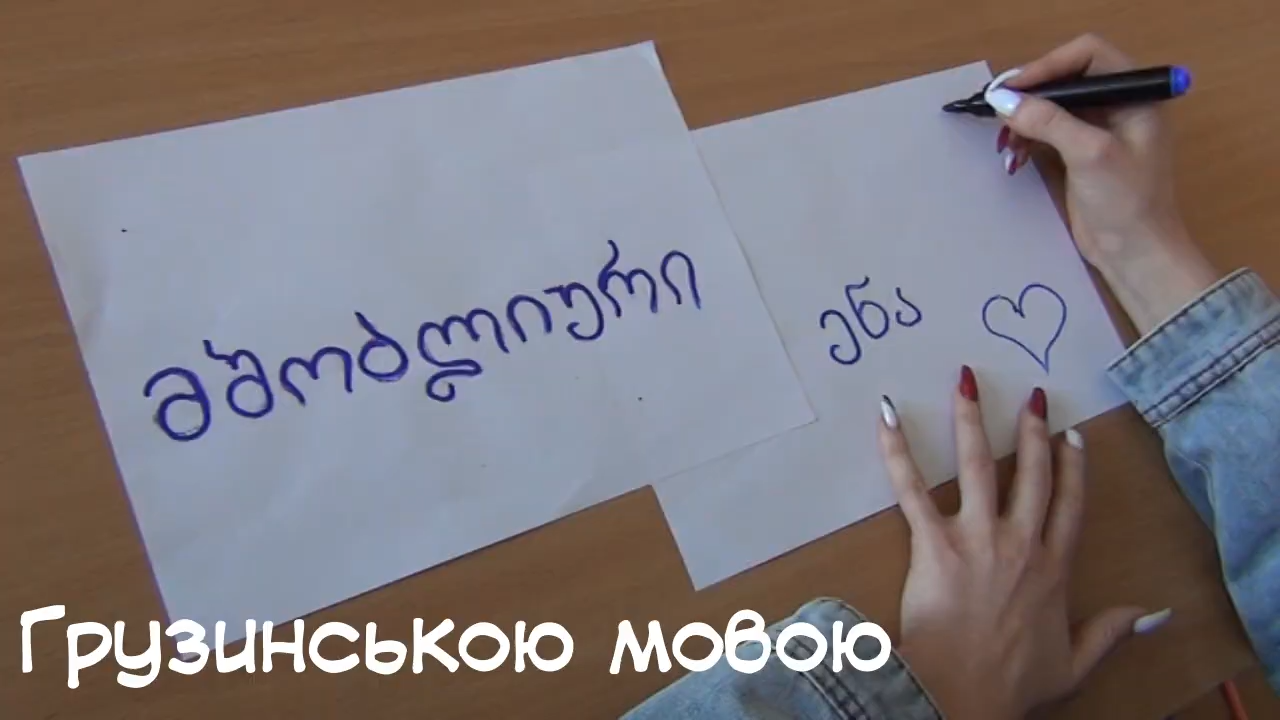 მშობლიური
ენა
Грузинською мовою